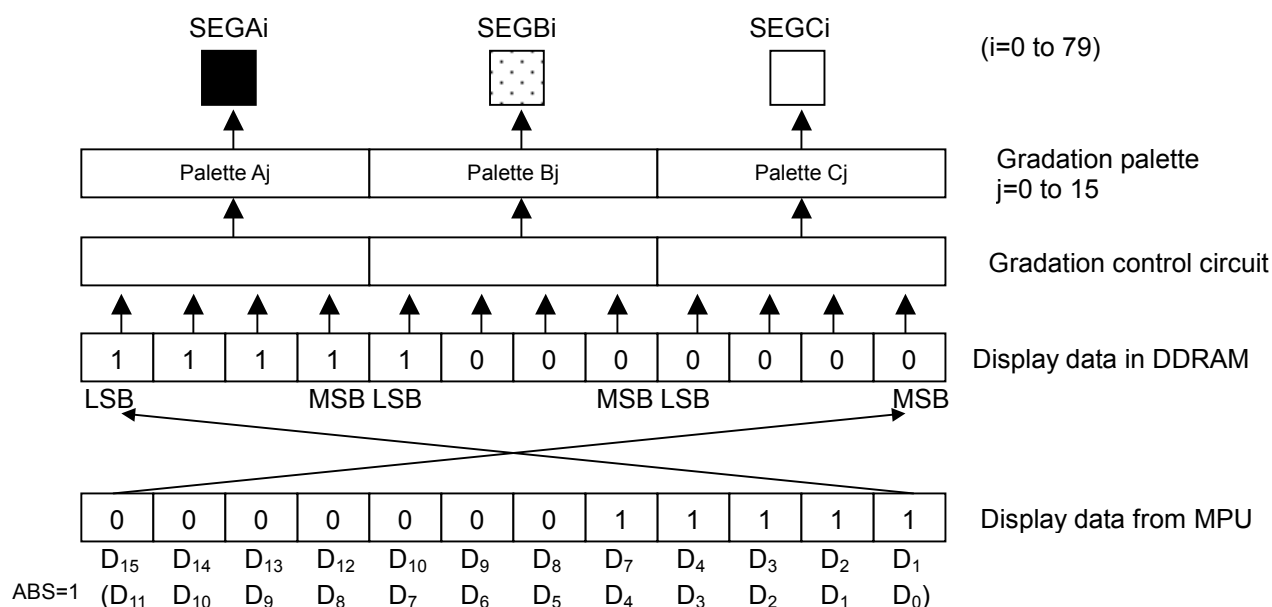 SEGAi SEGBi SEGCi (i=0 to 79)
Palette Aj Palette Bj Palette Cj Gradation palette
j=0 to 15
Gradation control circuit
1 1 1 1 1 0 0 0 0 0 0 0 Display data in DDRAM
LSB MSB LSB MSB LSB MSB
0 0 0 0 0 0 0 1 1 1 1 1 Display data from MPU
D15 D14 D13 D12 D10 D9 D8 D7 D4 D3 D2 D1
ABS=1 (D11 D10 D9 D8 D7 D6 D5 D4 D3 D2 D1 D0)